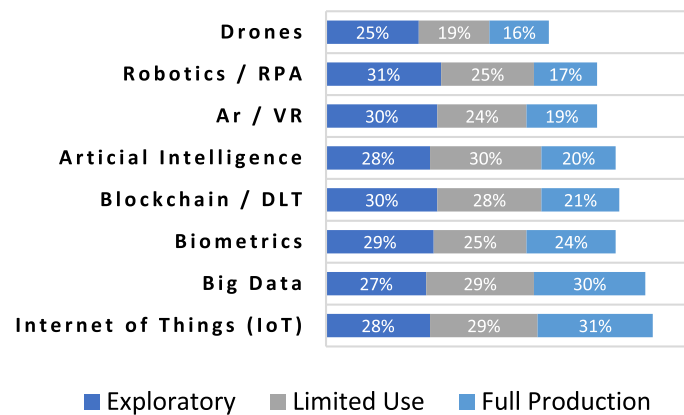 Drones 25% 19% 16%
Robotics / RPA 31% 25% 17%
Ar / VR 30% 24% 19%
Articial Intelligence 28% 30% 20%
Blockchain / DLT 30% 28% 21%
Biometrics 29% 25% 24%
Big Data 27% 29% 30%
Internet of Things (IoT) 28% 29% 31%
Exploratory Limited Use Full Production